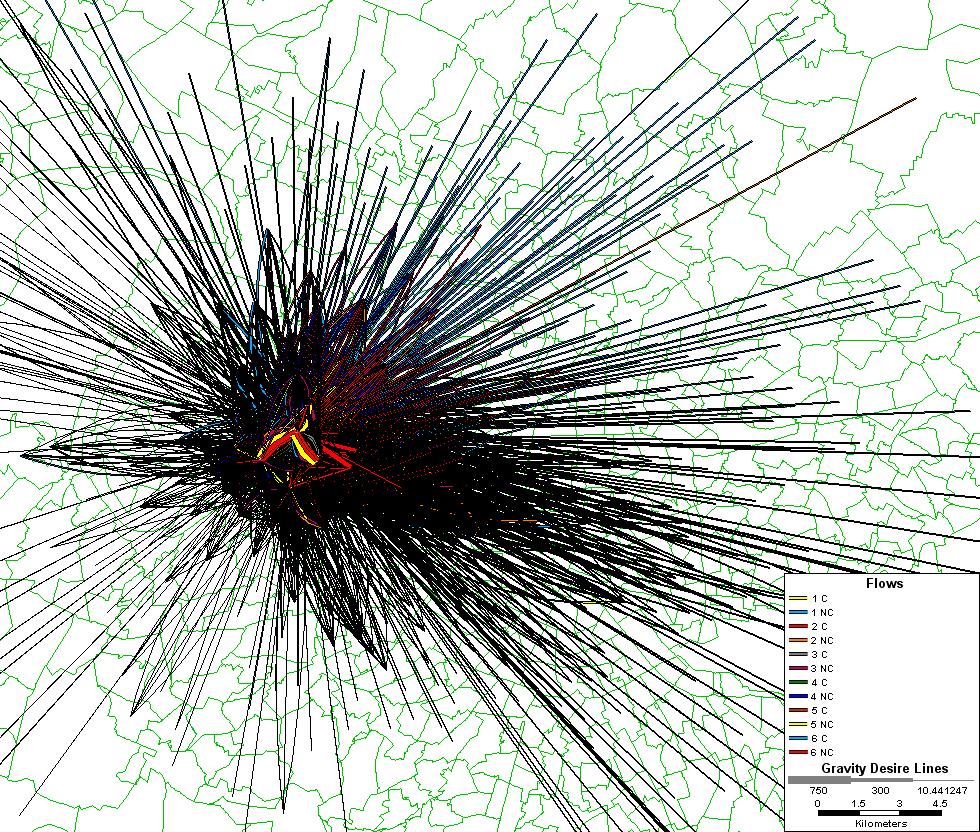 Flows
1 C
1 NC
2 C
2 NC
3 C
3 NC
4 C
4 NC
5 C
5 NC
6 C
6 NC
Gravity Desire Lines
750 300 10.441247
0 1.5 3 4.5
Kilometers